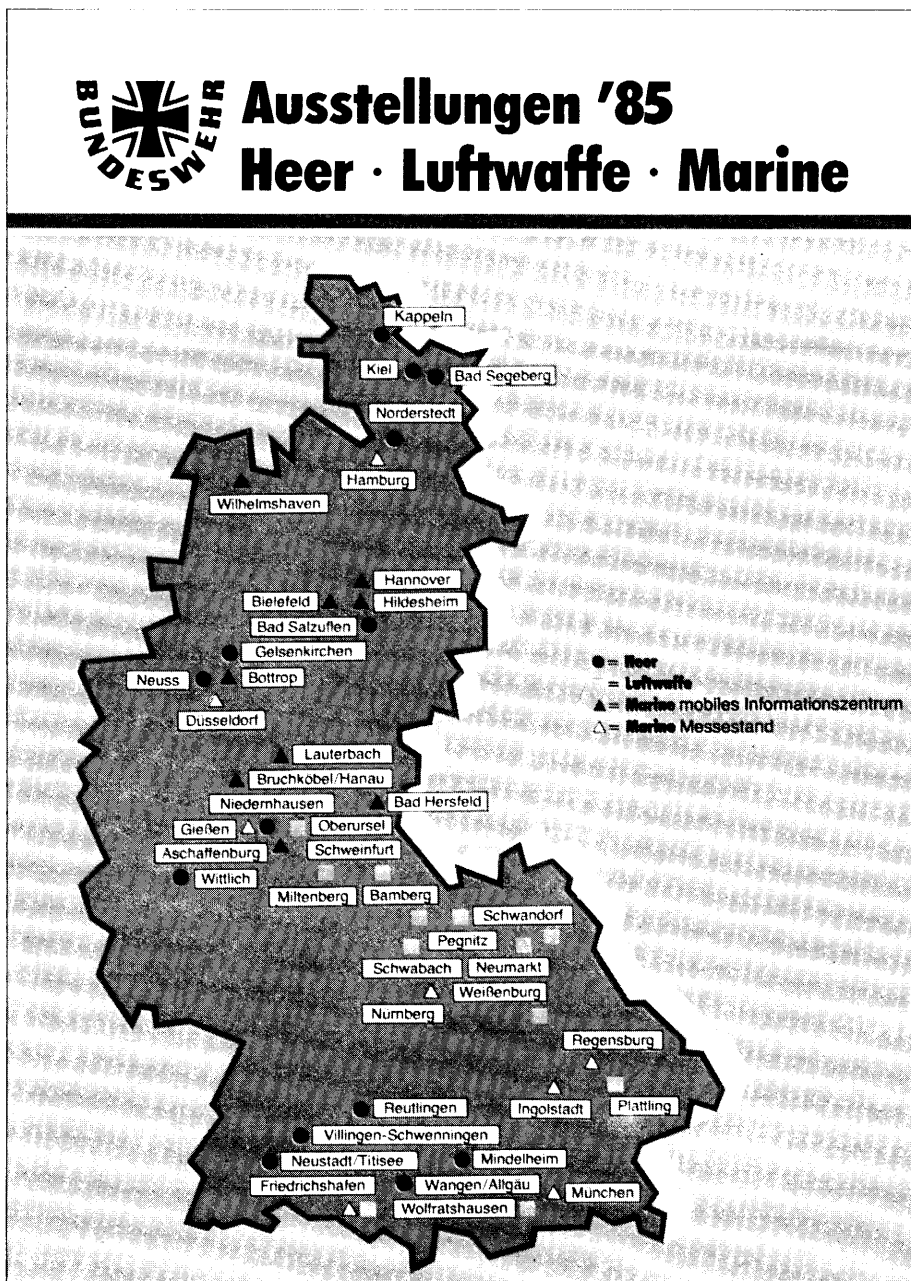 BUNDESWEHR
Ausstellungen '85
Heer · Luftwaffe · Marine
Kappeln
Kiel
Bad Segeberg
Norderstedt
Hamburg
Wilhelmshaven
Hannover
Bielefeld
Hildesheim
Bad Salzuflen
Gelsenkirchen
Neuss
Bottrop
Dusseldorf
= Heer
= Luftwaffe
= Marine mobiles Informationszentrum
= Marine Messestand
Lauterbach
Bruchköbel/Hanau
Niedernhausen
Bad Hersfeld
Gießen
Oberursel
Aschaffenburg
Schweinfurt
Wittlich
Miltenberg
Bamberg
Schwandorf
Pegnitz
Schwabach
Neumarkt
Weißenburg
Nürnberg
Regensburg
Reutlingen
Ingolstadt
Plattling
Villingen-Schwenningen
Neustadt/Titisee
Mindelheim
Friedrichshafen
Wangen/Allgäu
München
Wolfratshausen